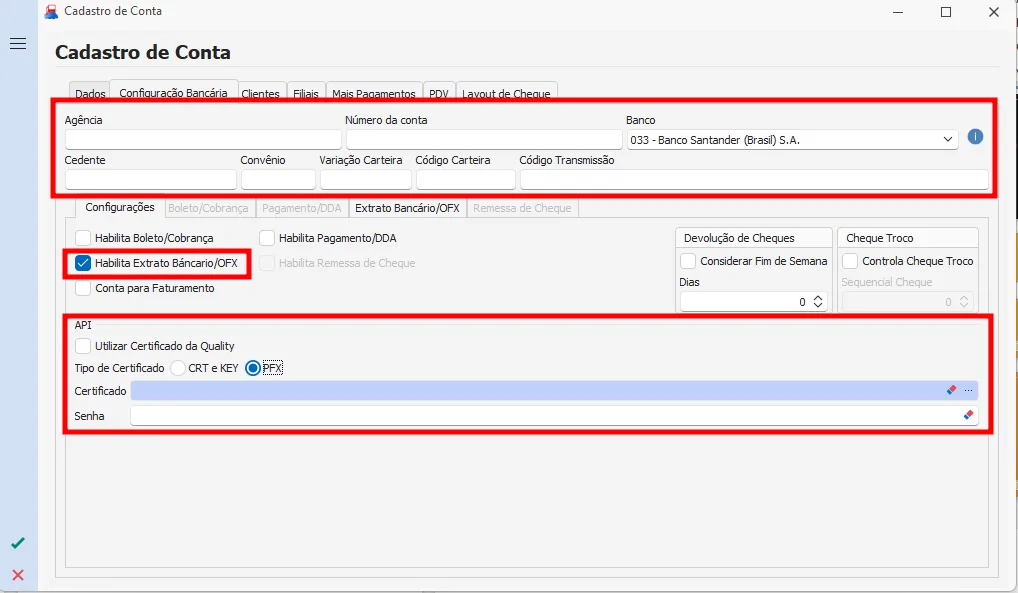 Cadastro de Conta
Cadastro de Conta
Dados Configuração Bancária Clientes Filiais Mais Pagamentos PDV Layout de Cheque
Agência Número da conta Banco
033 - Banco Santander (Brasil) S.A.
Cedente Convênio Variação Carteira Código Carteira Código Transmissão
Configurações Boleto/Cobrança Pagamento/DDA Extrato Bancário/OFX Remessa de Cheque
Habilita Boleto/Cobrança Habilita Pagamento/DDA
Habilita Extrato Báncario/OFX Habilita Remessa de Cheque
Conta para Faturamento
Devolução de Cheques
Considerar Fim de Semana
Dias
0
Cheque Troco
Controla Cheque Troco
Sequencial Cheque
0
API
Utilizar Certificado da Quality
Tipo de Certificado CRT e KEY PFX
Certificado ...
Senha